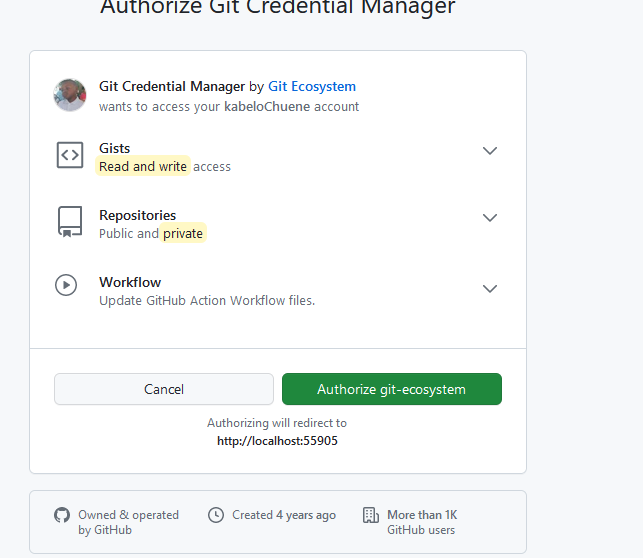 Authorize Git Credential Manager
Git Credential Manager by Git Ecosystem
wants to access your kabeloChuene account
Gists
Read and write access
Repositories
Public and private
Workflow
Update GitHub Action Workflow files.
Cancel
Authorize git-ecosystem
Authorizing will redirect to
http://localhost:55905
Owned & operated
by GitHub
Created 4 years ago
More than 1K
GitHub users